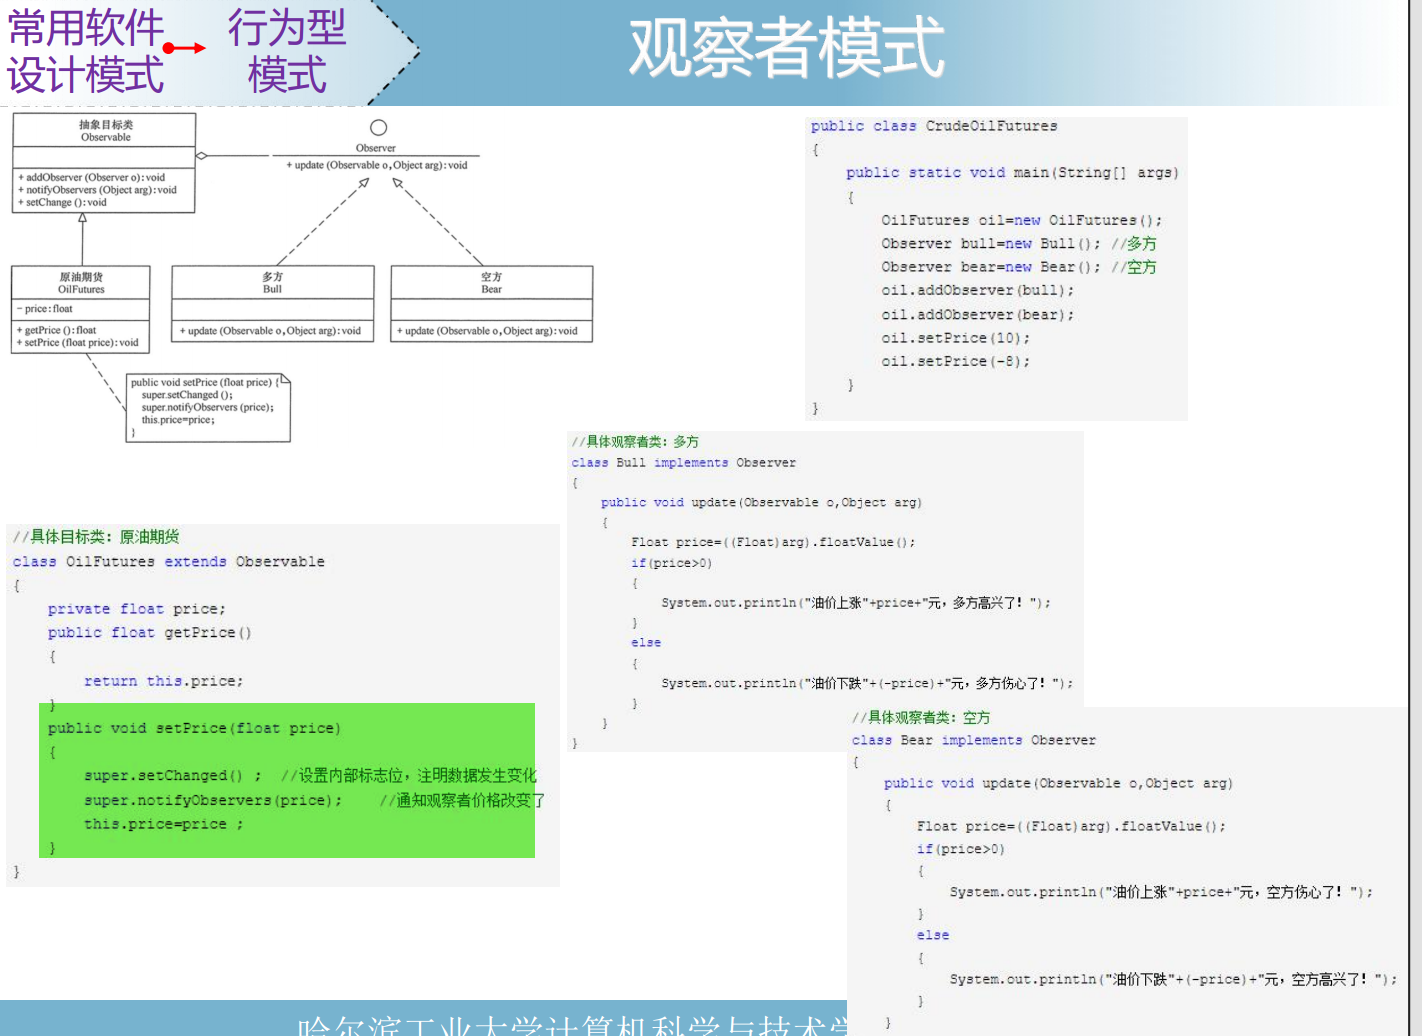 常用软件
设计模式
行为型
模式
观察者模式
抽象目标类
Observable
+ addObserver (Observer o):void
+ notifyObservers (Object arg):void
+ setChange ():void
Observer
+ update (Observable o,Object arg):void
原油期货
OilFutures
- price:float
+ getPrice ():float
+ setPrice (float price):void
多方
Bull
+ update (Observable o,Object arg):void
空方
Bear
+ update (Observable o,Object arg):void
public void setPrice (float price) {
super.setChanged ();
super.notifyObservers (price);
this.price=price;
}
public class CrudeOilFutures
{
public static void main(String[] args)
{
OilFutures oil=new OilFutures();
Observer bull=new Bull(); //多方
Observer bear=new Bear(); //空方
oil.addObserver(bull);
oil.addObserver(bear);
oil.setPrice(10);
oil.setPrice(-8);
}
}
//具体目标类：原油期货
class OilFutures extends Observable
{
private float price;
public float getPrice()
{
return this.price;
}
public void setPrice(float price)
{
super.setChanged() ; //设置内部标志位，注明数据发生变化
super.notifyObservers(price); //通知观察者价格改变了
this.price=price ;
}
}
//具体观察者类：多方
class Bull implements Observer
{
public void update(Observable o,Object arg)
{
Float price=((Float)arg).floatValue();
if(price>0)
{
System.out.println("油价上涨"+price+"元，多方高兴了！");
}
else
{
System.out.println("油价下跌"+(-price)+"元，多方伤心了！");
}
}
}
//具体观察者类：空方
class Bear implements Observer
{
public void update(Observable o,Object arg)
{
Float price=((Float)arg).floatValue();
if(price>0)
{
System.out.println("油价上涨"+price+"元，空方伤心了！");
}
else
{
System.out.println("油价下跌"+(-price)+"元，空方高兴了！");
}
}
哈尔滨工业大学计算机科学与技术学